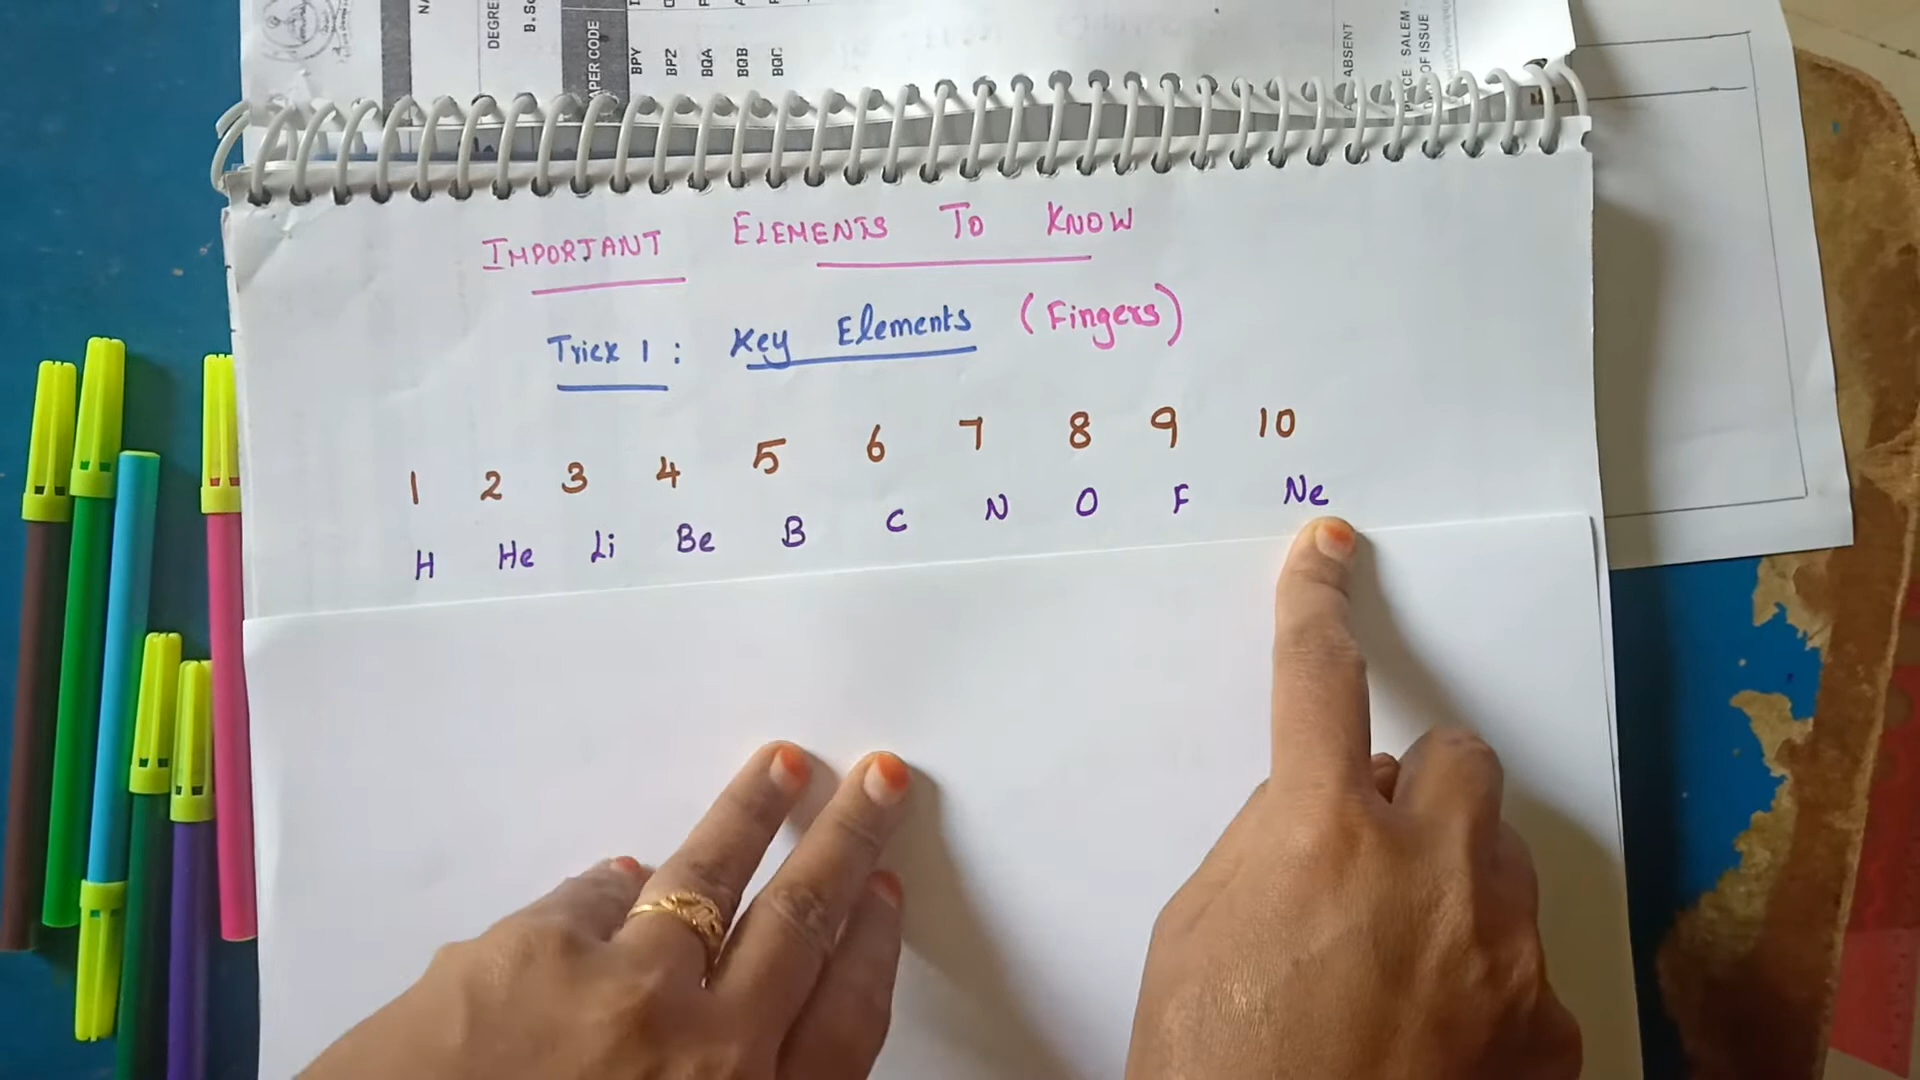 DEGRE
B.Sc
PAPER CODE
BPY
BPZ
BQA
BQB
BQC
ABSENT
PLACE : SALEM -
OF ISSUE :
IMPORTANT ELEMENTS TO KNOW
Trick 1 : Key Elements (Fingers)
1 2 3 4 5 6 7 8 9 10
H He Li Be B C N O F Ne